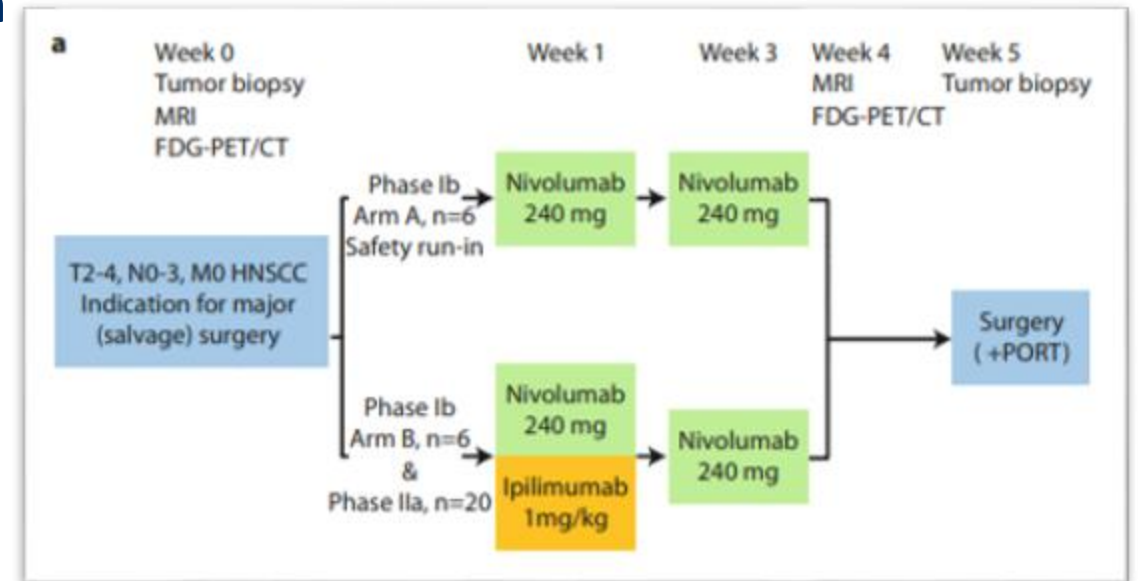 a
Week 0
Tumor biopsy
MRI
FDG-PET/CT
Week 1
Week 3
Week 4
MRI
FDG-PET/CT
Week 5
Tumor biopsy
T2-4, N0-3, M0 HNSCC
Indication for major
(salvage) surgery
Phase Ib
Arm A, n=6
Safety run-in
Nivolumab
240 mg
Nivolumab
240 mg
Phase Ib
Arm B, n=6
&
Phase IIa, n=20
Nivolumab
240 mg
Ipilimumab
1mg/kg
Nivolumab
240 mg
Surgery
( +PORT)